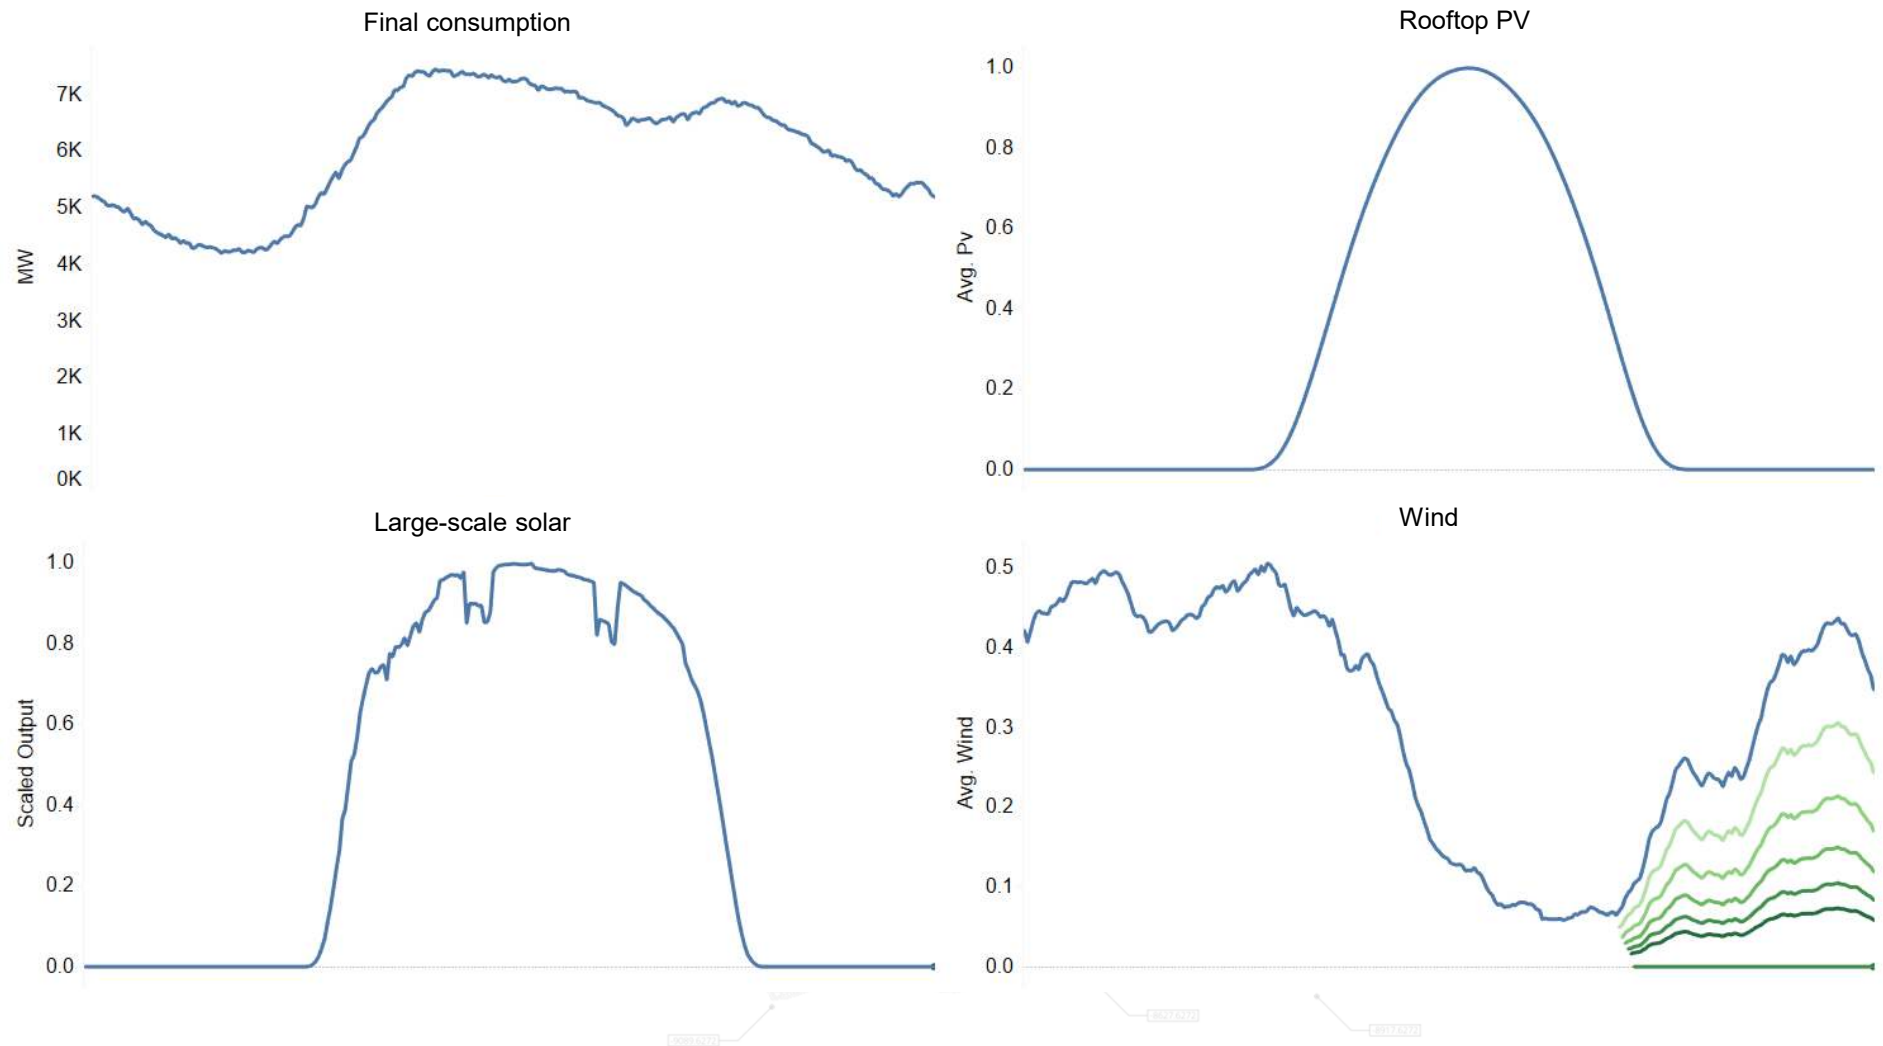 Final consumption
7K
6K
5K
4K
3K
2K
1K
0K
MW
Rooftop PV
1.0
0.8
0.6
0.4
0.2
0.0
Avg. Pv
Large-scale solar
1.0
0.8
0.6
0.4
0.2
0.0
Scaled Output
Wind
0.5
0.4
0.3
0.2
0.1
0.0
Avg. Wind